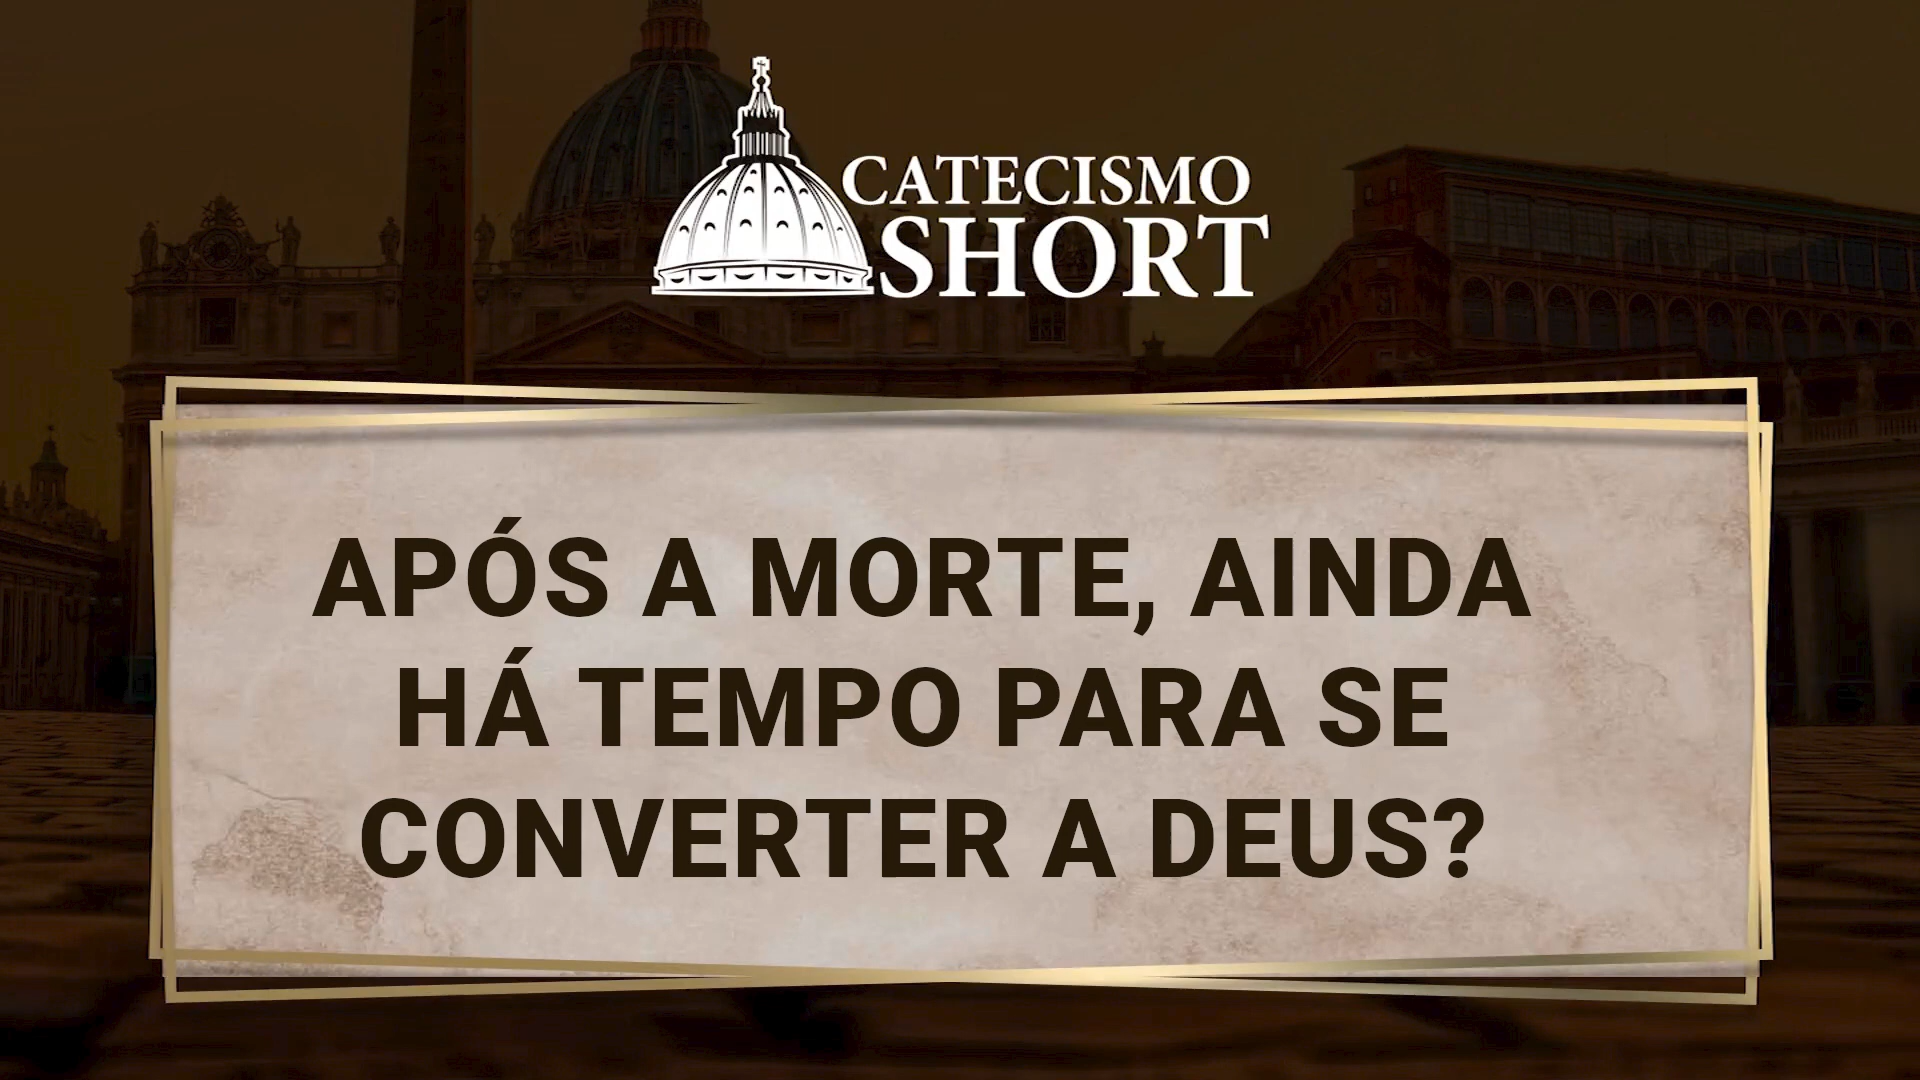 CATECISMO
SHORT
APÓS A MORTE, AINDA
HÁ TEMPO PARA SE
CONVERTER A DEUS?